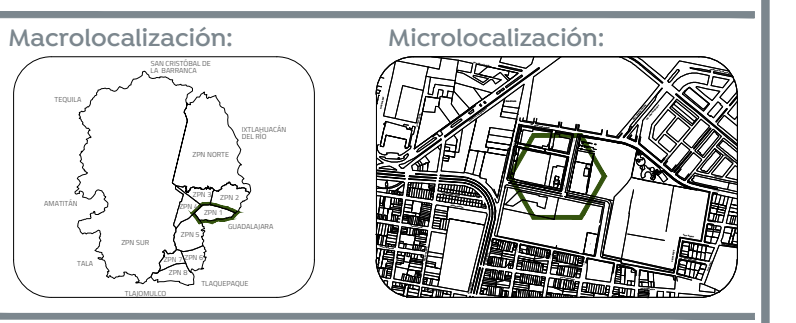 Macrolocalización:
SAN CRISTÓBAL DE
LA BARRANCA
TEQUILA
IXTLAHUACÁN
DEL RÍO
ZPN NORTE
ZPN 3
ZPN 2
AMATITÁN
ZPN 1
GUADALAJARA
ZPN 5
ZPN SUR
TALA
ZPN 7
ZPN 6
ZPN 8
TLAQUEPAQUE
TLAJOMULCO
Microlocalización: